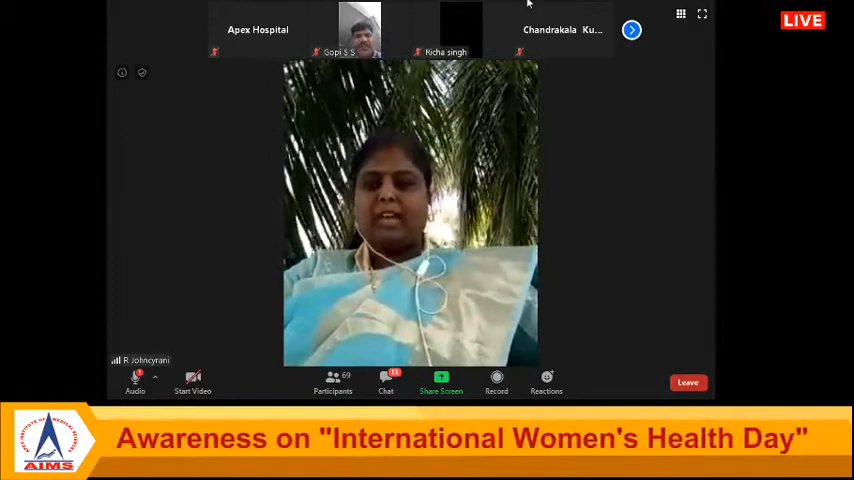 Apex Hospital
Gopi S S
Richa singh
Chandrakala Ku...
LIVE
R Johncyrani
Audio
Start Video
69
Participants
11
Chat
Share Screen
Record
Reactions
Leave
AIMS
Awareness on "International Women's Health Day"